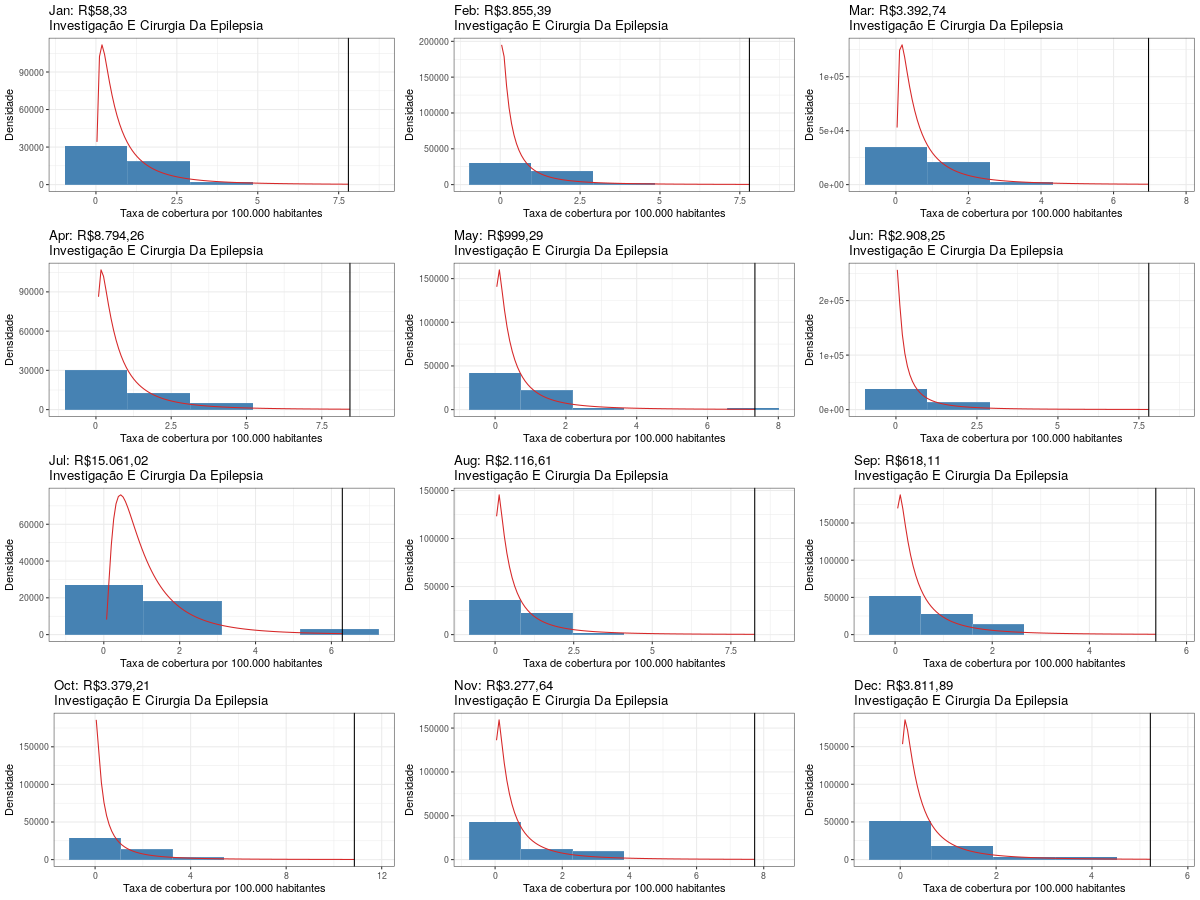 Jan: R$58,33
Investigação E Cirurgia Da Epilepsia
Densidade
90000
60000
30000
0
0
2.5
5
7.5
Taxa de cobertura por 100.000 habitantes
Feb: R$3.855,39
Investigação E Cirurgia Da Epilepsia
Densidade
200000
150000
100000
50000
0
0
2.5
5
7.5
Taxa de cobertura por 100.000 habitantes
Mar: R$3.392,74
Investigação E Cirurgia Da Epilepsia
Densidade
1e+05
5e+04
0e+00
0
2
4
6
8
Taxa de cobertura por 100.000 habitantes
Apr: R$8.794,26
Investigação E Cirurgia Da Epilepsia
Densidade
90000
60000
30000
0
0
2.5
5
7.5
Taxa de cobertura por 100.000 habitantes
May: R$999,29
Investigação E Cirurgia Da Epilepsia
Densidade
150000
100000
50000
0
0
2
4
6
8
Taxa de cobertura por 100.000 habitantes
Jun: R$2.908,25
Investigação E Cirurgia Da Epilepsia
Densidade
2e+05
1e+05
0e+00
0
2.5
5
7.5
Taxa de cobertura por 100.000 habitantes
Jul: R$15.061,02
Investigação E Cirurgia Da Epilepsia
Densidade
60000
40000
20000
0
0
2
4
6
Taxa de cobertura por 100.000 habitantes
Aug: R$2.116,61
Investigação E Cirurgia Da Epilepsia
Densidade
150000
100000
50000
0
0
2.5
5
7.5
Taxa de cobertura por 100.000 habitantes
Sep: R$618,11
Investigação E Cirurgia Da Epilepsia
Densidade
150000
100000
50000
0
0
2
4
6
Taxa de cobertura por 100.000 habitantes
Oct: R$3.379,21
Investigação E Cirurgia Da Epilepsia
Densidade
150000
100000
50000
0
0
4
8
12
Taxa de cobertura por 100.000 habitantes
Nov: R$3.277,64
Investigação E Cirurgia Da Epilepsia
Densidade
150000
100000
50000
0
0
2
4
6
8
Taxa de cobertura por 100.000 habitantes
Dec: R$3.811,89
Investigação E Cirurgia Da Epilepsia
Densidade
150000
100000
50000
0
0
2
4
6
Taxa de cobertura por 100.000 habitantes